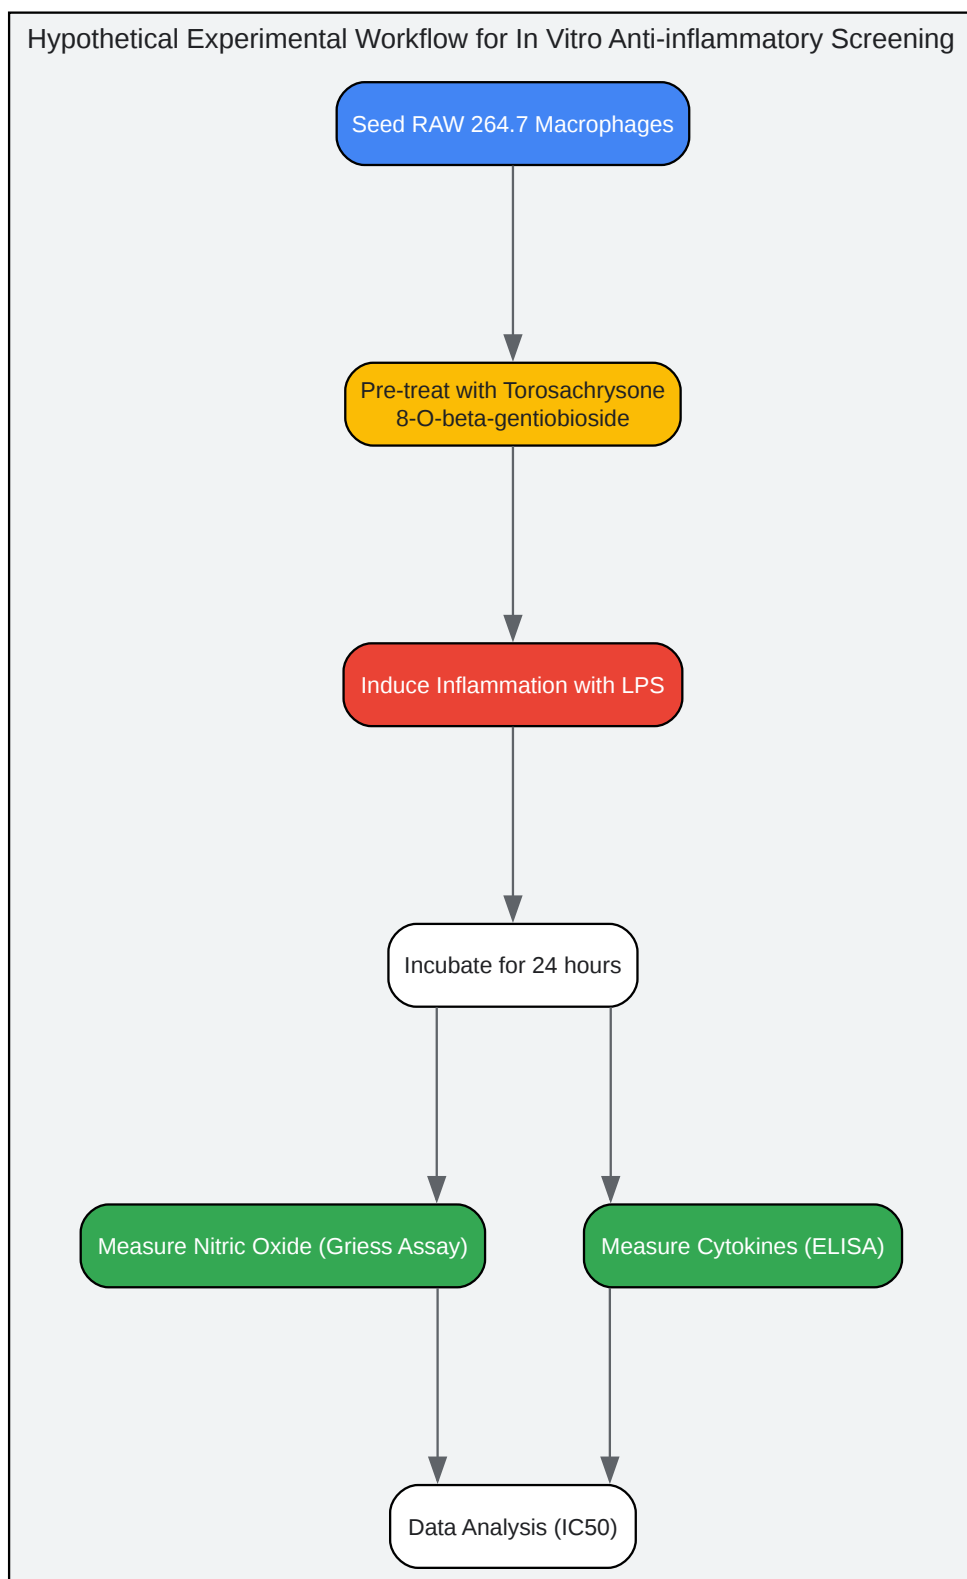 Hypothetical Experimental Workflow for In Vitro Anti-inflammatory Screening
Seed RAW 264.7 Macrophages
Pre-treat with Torosachrysone
8-O-beta-gentiobioside
Induce Inflammation with LPS
Incubate for 24 hours
Measure Nitric Oxide (Griess Assay)
Measure Cytokines (ELISA)
Data Analysis (IC50)